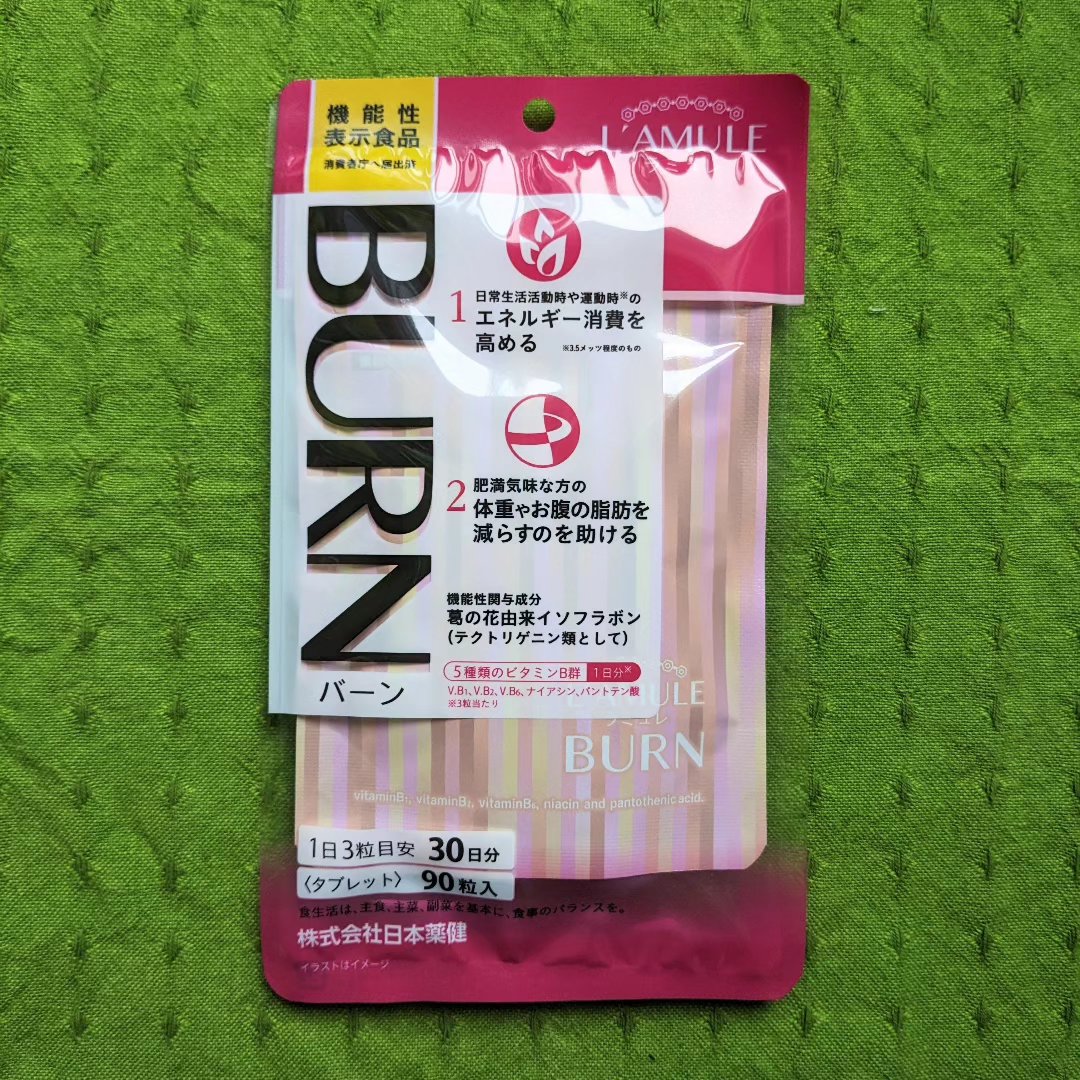 機能性
表示食品
消費者庁へ届出済
L'AMULE
BURN
バーン
1
日常生活活動時や運動時※の
エネルギー消費を
高める
※3.5メッツ程度のもの
2
肥満気味な方の
体重やお腹の脂肪を
減らすのを助ける
機能性関与成分
葛の花由来イソフラボン
(テクトリゲニン類として)
5種類のビタミンB群 1日分※
V.B1、V.B2、V.B6、ナイアシン、パントテン酸
※3粒当たり
L'AMULE
ラミュレ
BURN
vitaminB1, vitaminB2, vitaminB6, niacin and pantothenic acid.
1日3粒目安 30日分
〈タブレット〉 90粒入
食生活は、主食、主菜、副菜を基本に、食事のバランスを。
株式会社日本薬健
イラストはイメージ